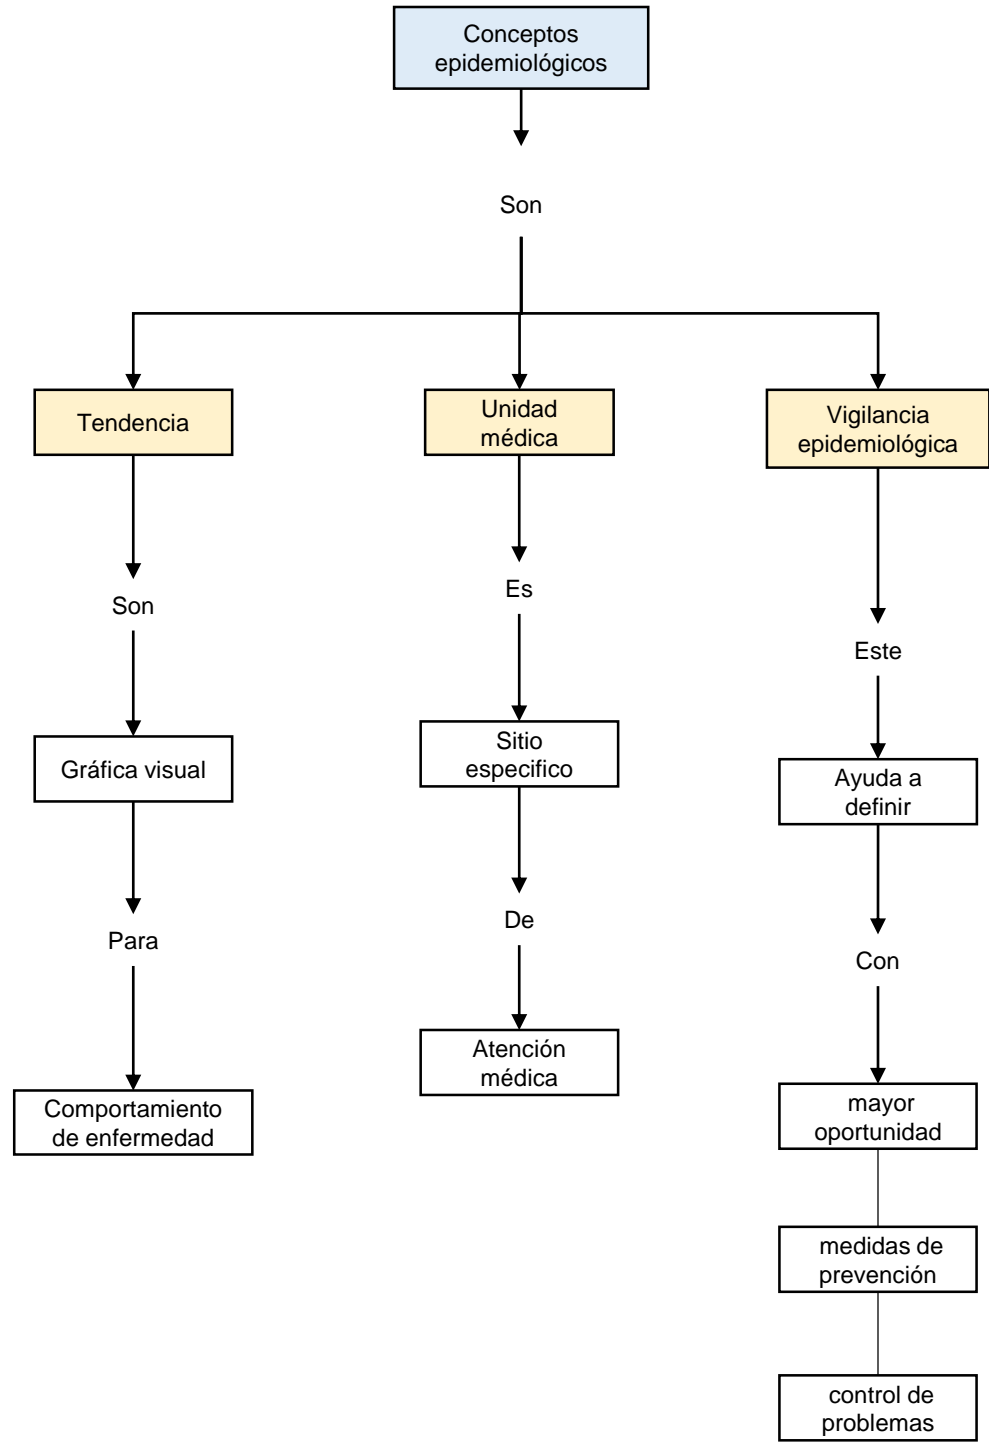 Conceptos
epidemiológicos
Son
Tendencia
Unidad
médica
Vigilancia
epidemiológica
Son
Es
Este
Gráfica visual
Sitio
especifico
Ayuda a
definir
Para
De
Con
Comportamiento
de enfermedad
Atención
médica
mayor
oportunidad
medidas de
prevención
control de
problemas